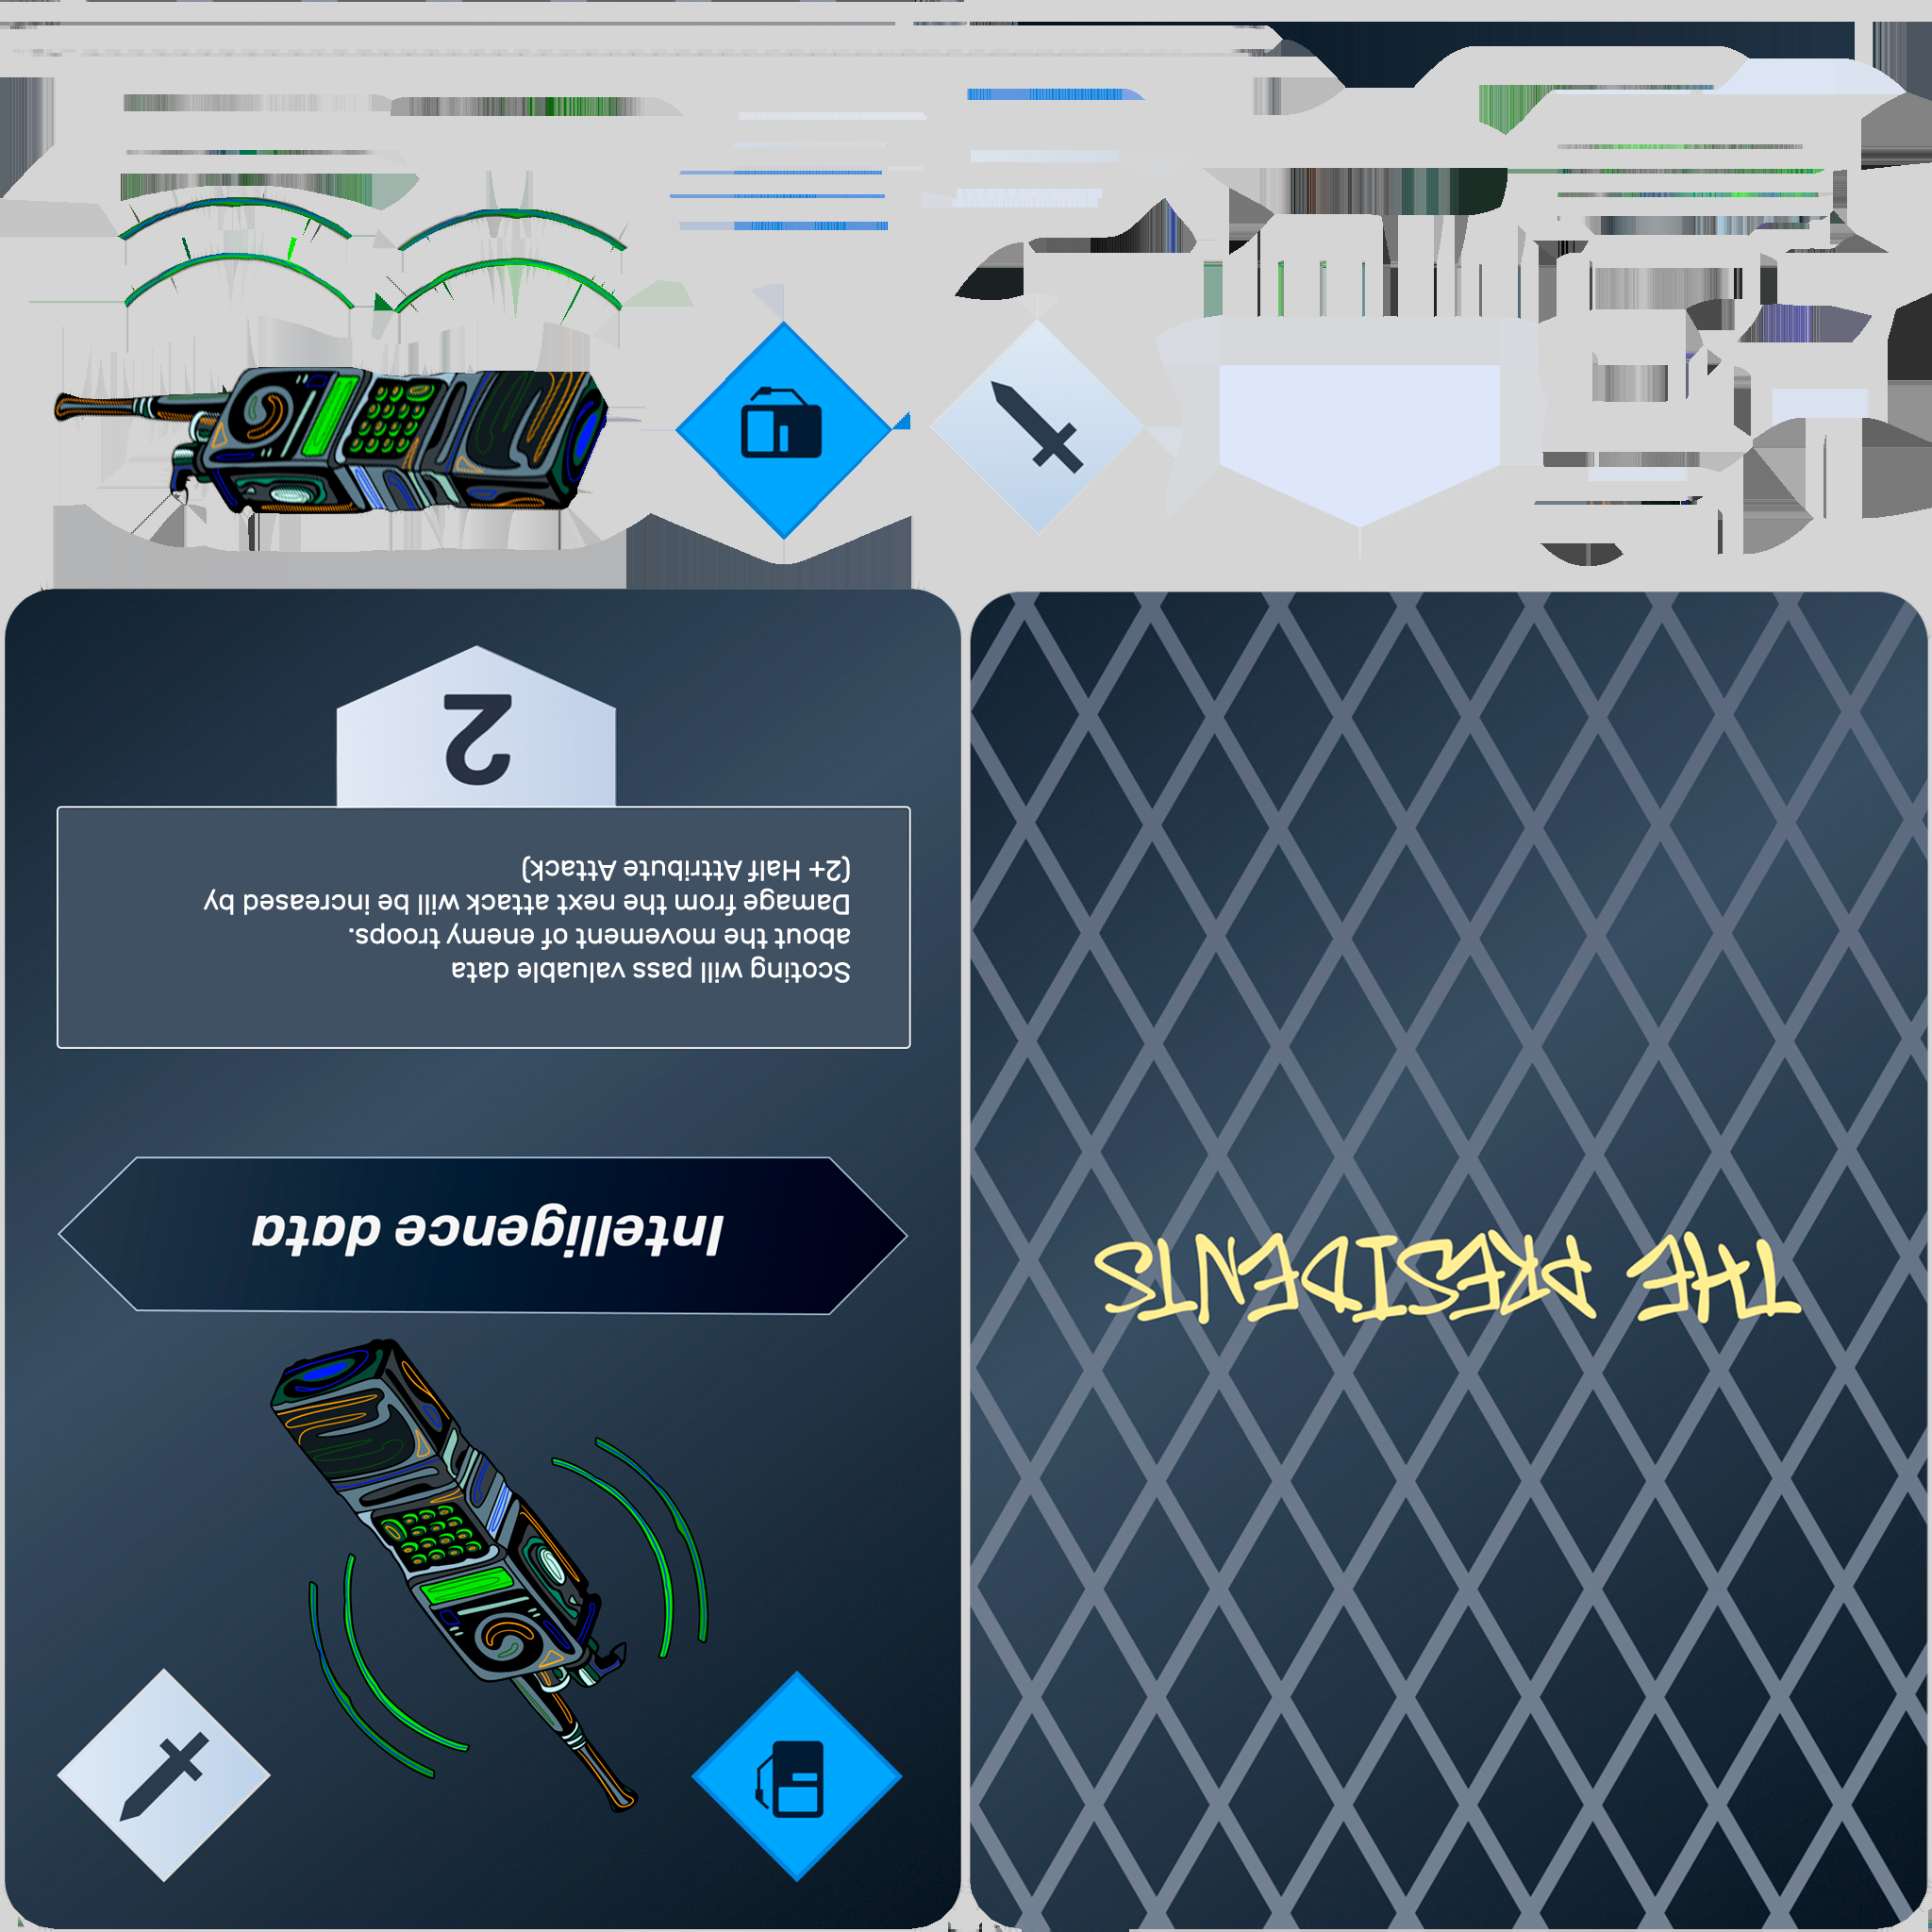 Intelligence data
Scoting will pass valuable data
about the movement of enemy troops.
Damage from the next attack will be increased by
(2+ Half Attribute Attack)
2
THE PRESIDENTS